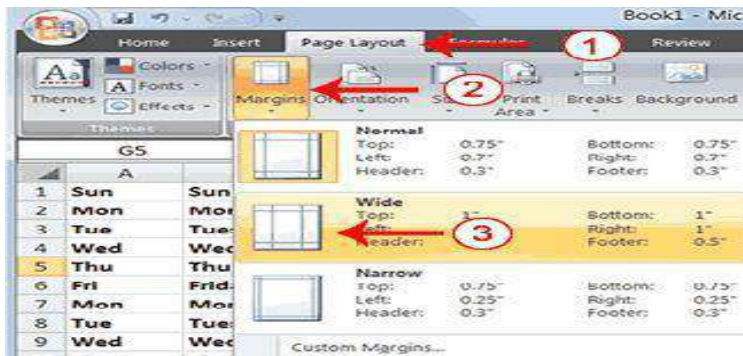 Book1 - Mic
Home Insert Page Layout Formulas 1 Review
Themes Colors Fonts Effects Margins Orientation 2 Print Area Breaks Background
Themes
G5
A
Normal
Top: 0.75" Bottom: 0.75"
Left: 0.7" Right: 0.7"
Header: 0.3" Footer: 0.3"
Wide
Top: 1" Bottom: 1"
Left: 3 Right: 1"
Header: Footer: 0.5"
Narrow
Top: 0.75" Bottom: 0.75"
Left: 0.25" Right: 0.25"
Header: 0.3" Footer: 0.3"
Custom Margins...
1 Sun Sun
2 Mon Mon
3 Tue Tue
4 Wed Wed
5 Thu Thu
6 Fri Frid
7 Mon Mon
8 Tue Tue
9 Wed Wed